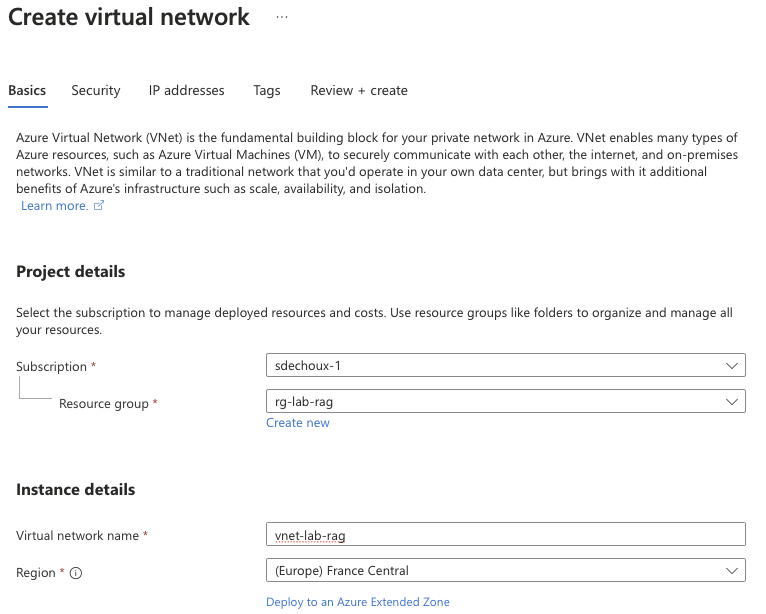 Create virtual network ...
Basics Security IP addresses Tags Review + create
Azure Virtual Network (VNet) is the fundamental building block for your private network in Azure. VNet enables many types of
Azure resources, such as Azure Virtual Machines (VM), to securely communicate with each other, the internet, and on-premises
networks. VNet is similar to a traditional network that you'd operate in your own data center, but brings with it additional
benefits of Azure's infrastructure such as scale, availability, and isolation.
Learn more.
Project details
Select the subscription to manage deployed resources and costs. Use resource groups like folders to organize and manage all
your resources.
Subscription * sdechoux-1
Resource group * rg-lab-rag
Create new
Instance details
Virtual network name * vnet-lab-rag
Region * (Europe) France Central
Deploy to an Azure Extended Zone